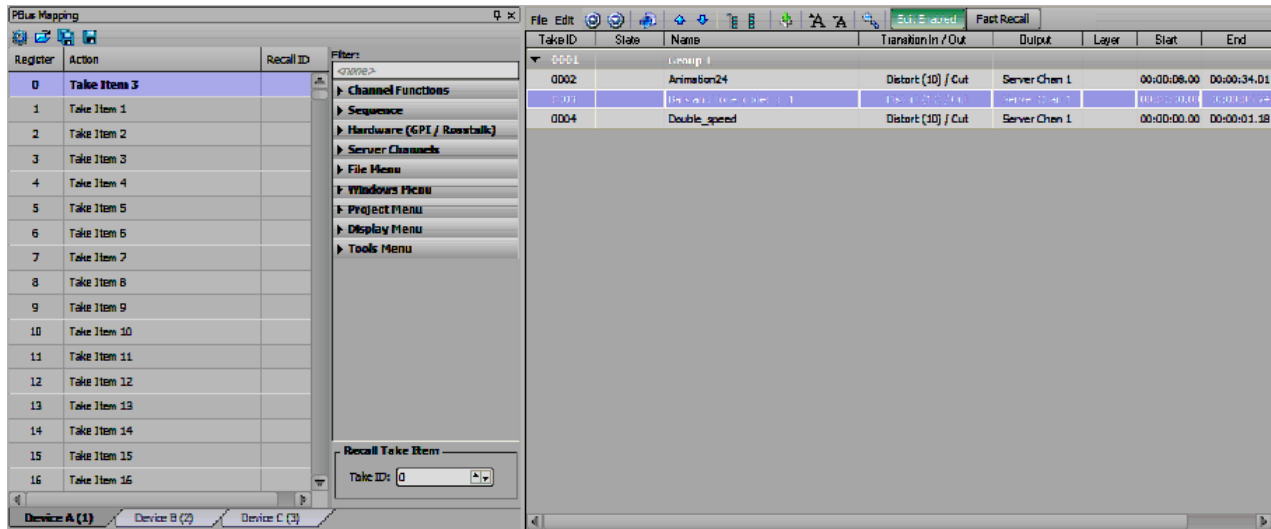 PBus Mapping
Register Action Recall ID
0 Take Item 3
1 Take Item 1
2 Take Item 2
3 Take Item 3
4 Take Item 4
5 Take Item 5
6 Take Item 6
7 Take Item 7
8 Take Item 8
9 Take Item 9
10 Take Item 10
11 Take Item 11
12 Take Item 12
13 Take Item 13
14 Take Item 14
15 Take Item 15
16 Take Item 16
Device A (1) Device B (2) Device C (3)
Filter:
<none>
Channel Functions
Sequence
Hardware (GPI / Rosstalk)
Server Channels
File Menu
Windows Menu
Project Menu
Display Menu
Tools Menu
Recall Take Item
Take ID: 0
File Edit Edit Enabled Fast Recall
Take ID State Name Transition In / Out Output Layer Start End
0001 Group 1
0002 Animation24 Distort (10) / Cut Server Chan 1 00:00:08.00 00:00:34.01
0003 Server Chan 1
0004 Double_speed Distort (10) / Cut Server Chan 1 00:00:00.00 00:00:01.18